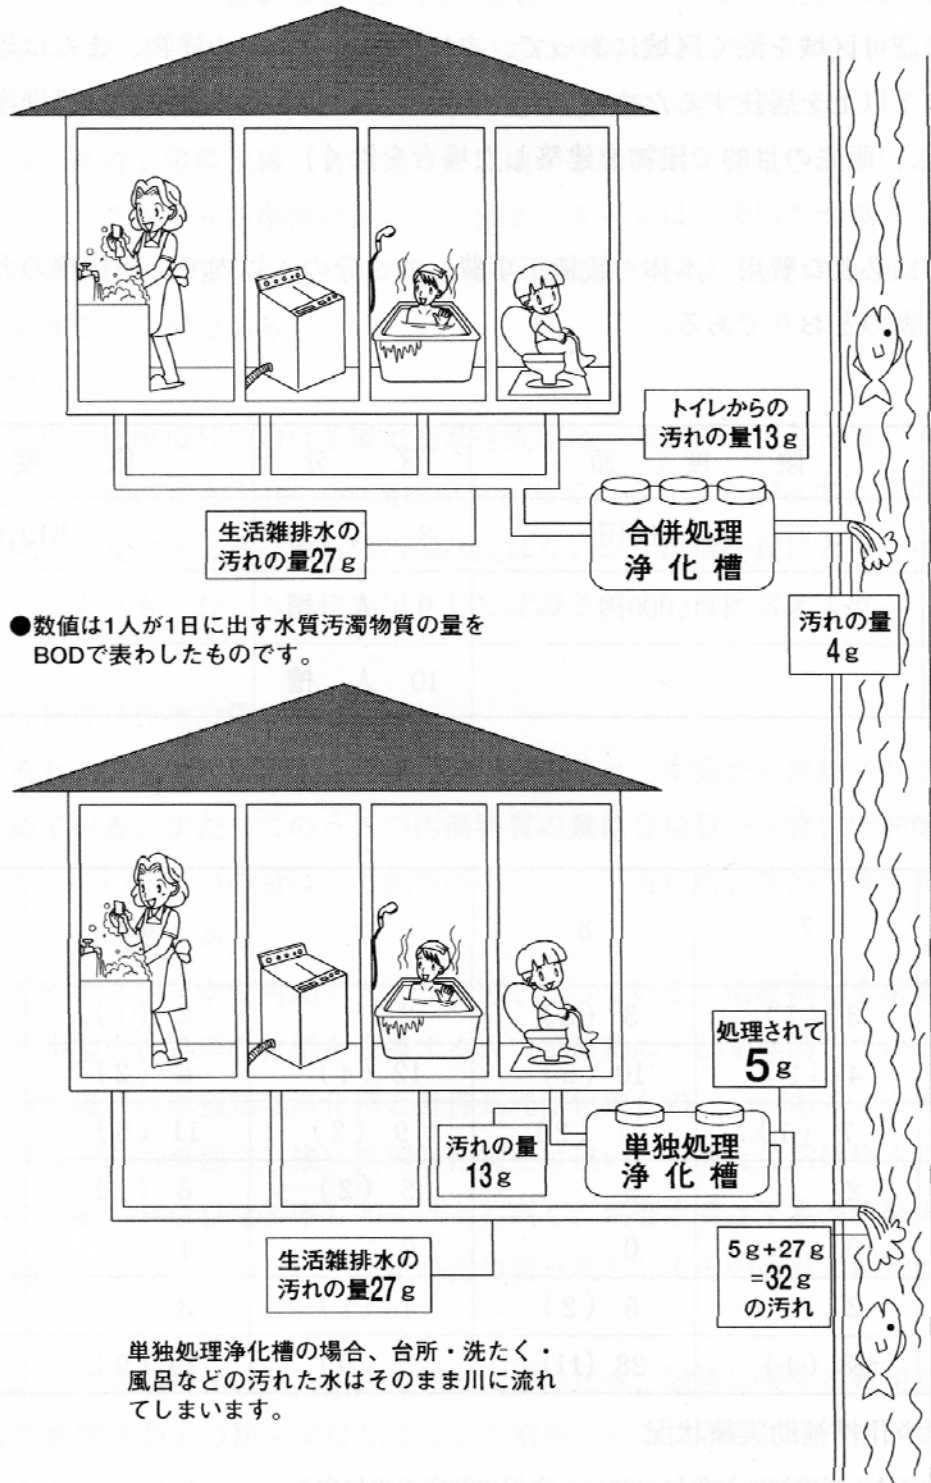 トイレからの
汚れの量13g
合併処理
浄化槽
生活雑排水の
汚れの量27g
汚れの量
4g
●数値は1人が1日に出す水質汚濁物質の量を
BODで表わしたものです。
処理されて
5g
汚れの量
13g
単独処理
浄化槽
生活雑排水の
汚れの量27g
5g+27g
=32g
の汚れ
単独処理浄化槽の場合、台所・洗たく・
風呂などの汚れた水はそのまま川に流れ
てしまいます。